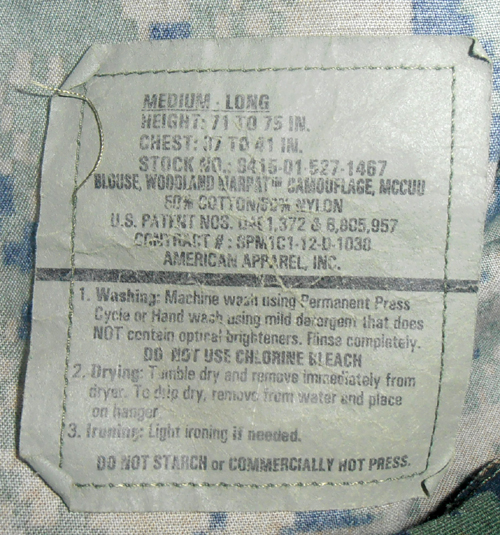 MEDIUM - LONG
HEIGHT: 71 TO 75 IN.
CHEST: 37 TO 41 IN.
STOCK NO.: 8415-01-527-1467
BLOUSE, WOODLAND MARPAT™ CAMOUFLAGE, MCCUU
50% COTTON/50% NYLON
U.S. PATENT NOS. & 6,805,957
CONTRACT #: SPM1C1-12-D-1030
AMERICAN APPAREL, INC.
1. Washing: Machine wash using Permanent Press
Cycle or Hand wash using mild detergent that does
NOT contain optical brighteners. Rinse completely.
DO NOT USE CHLORINE BLEACH
2. Drying: Tumble dry and remove immediately from
dryer. To drip dry, remove from water and place
on hanger
3. Ironing: Light ironing if needed.
DO NOT STARCH or COMMERCIALLY HOT PRESS.